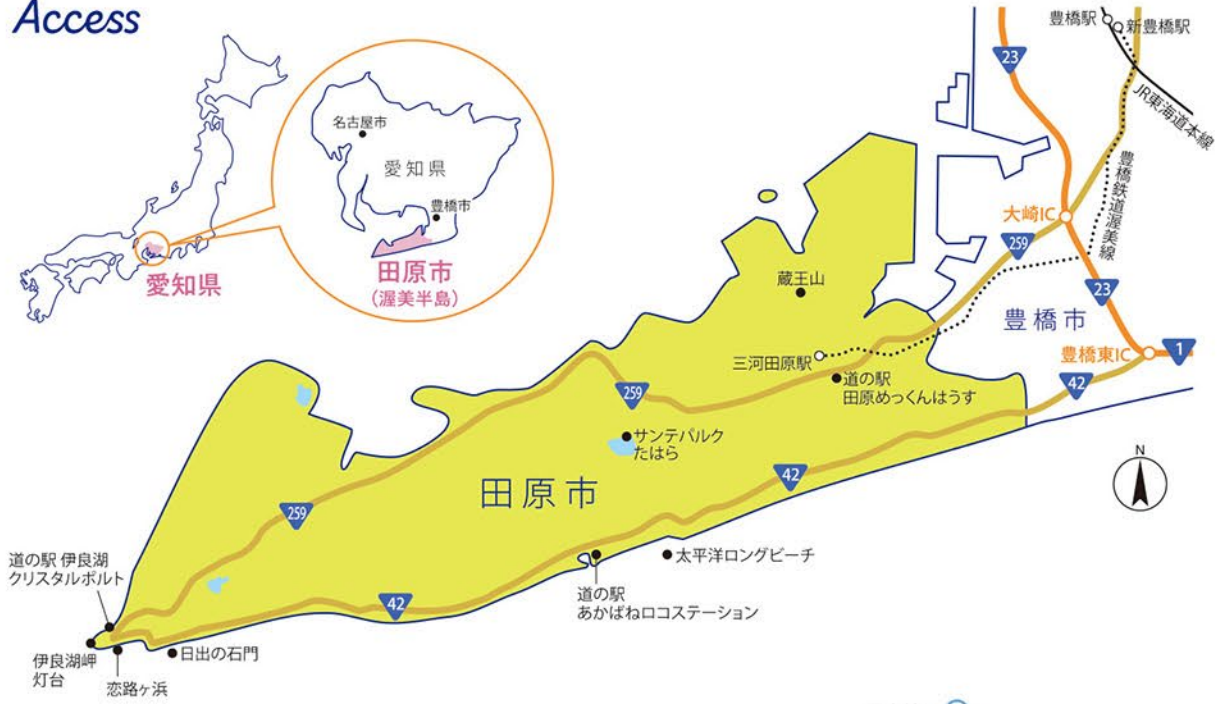 Access
豊橋駅
新豊橋駅
JR東海道本線
豊橋鉄道渥美線
23
名古屋市
愛知県
豊橋市
田原市
(渥美半島)
愛知県
大崎IC
259
23
豊橋市
豊橋東IC
1
42
蔵王山
三河田原駅
道の駅
田原めっくんはうす
259
サンテパルク
たはら
田原市
42
N
259
太平洋ロングビーチ
道の駅
あかばねロコステーション
42
道の駅 伊良湖
クリスタルポルト
伊良湖岬
灯台
恋路ヶ浜
日出の石門